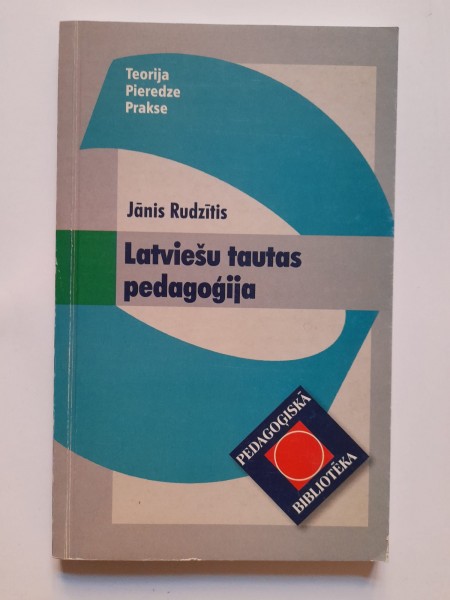 Teorija
Pieredze
Prakse
Jānis Rudzītis
Latviešu tautas
pedagoģija
PEDAGOĢISKĀ
BIBLIOTĒKA